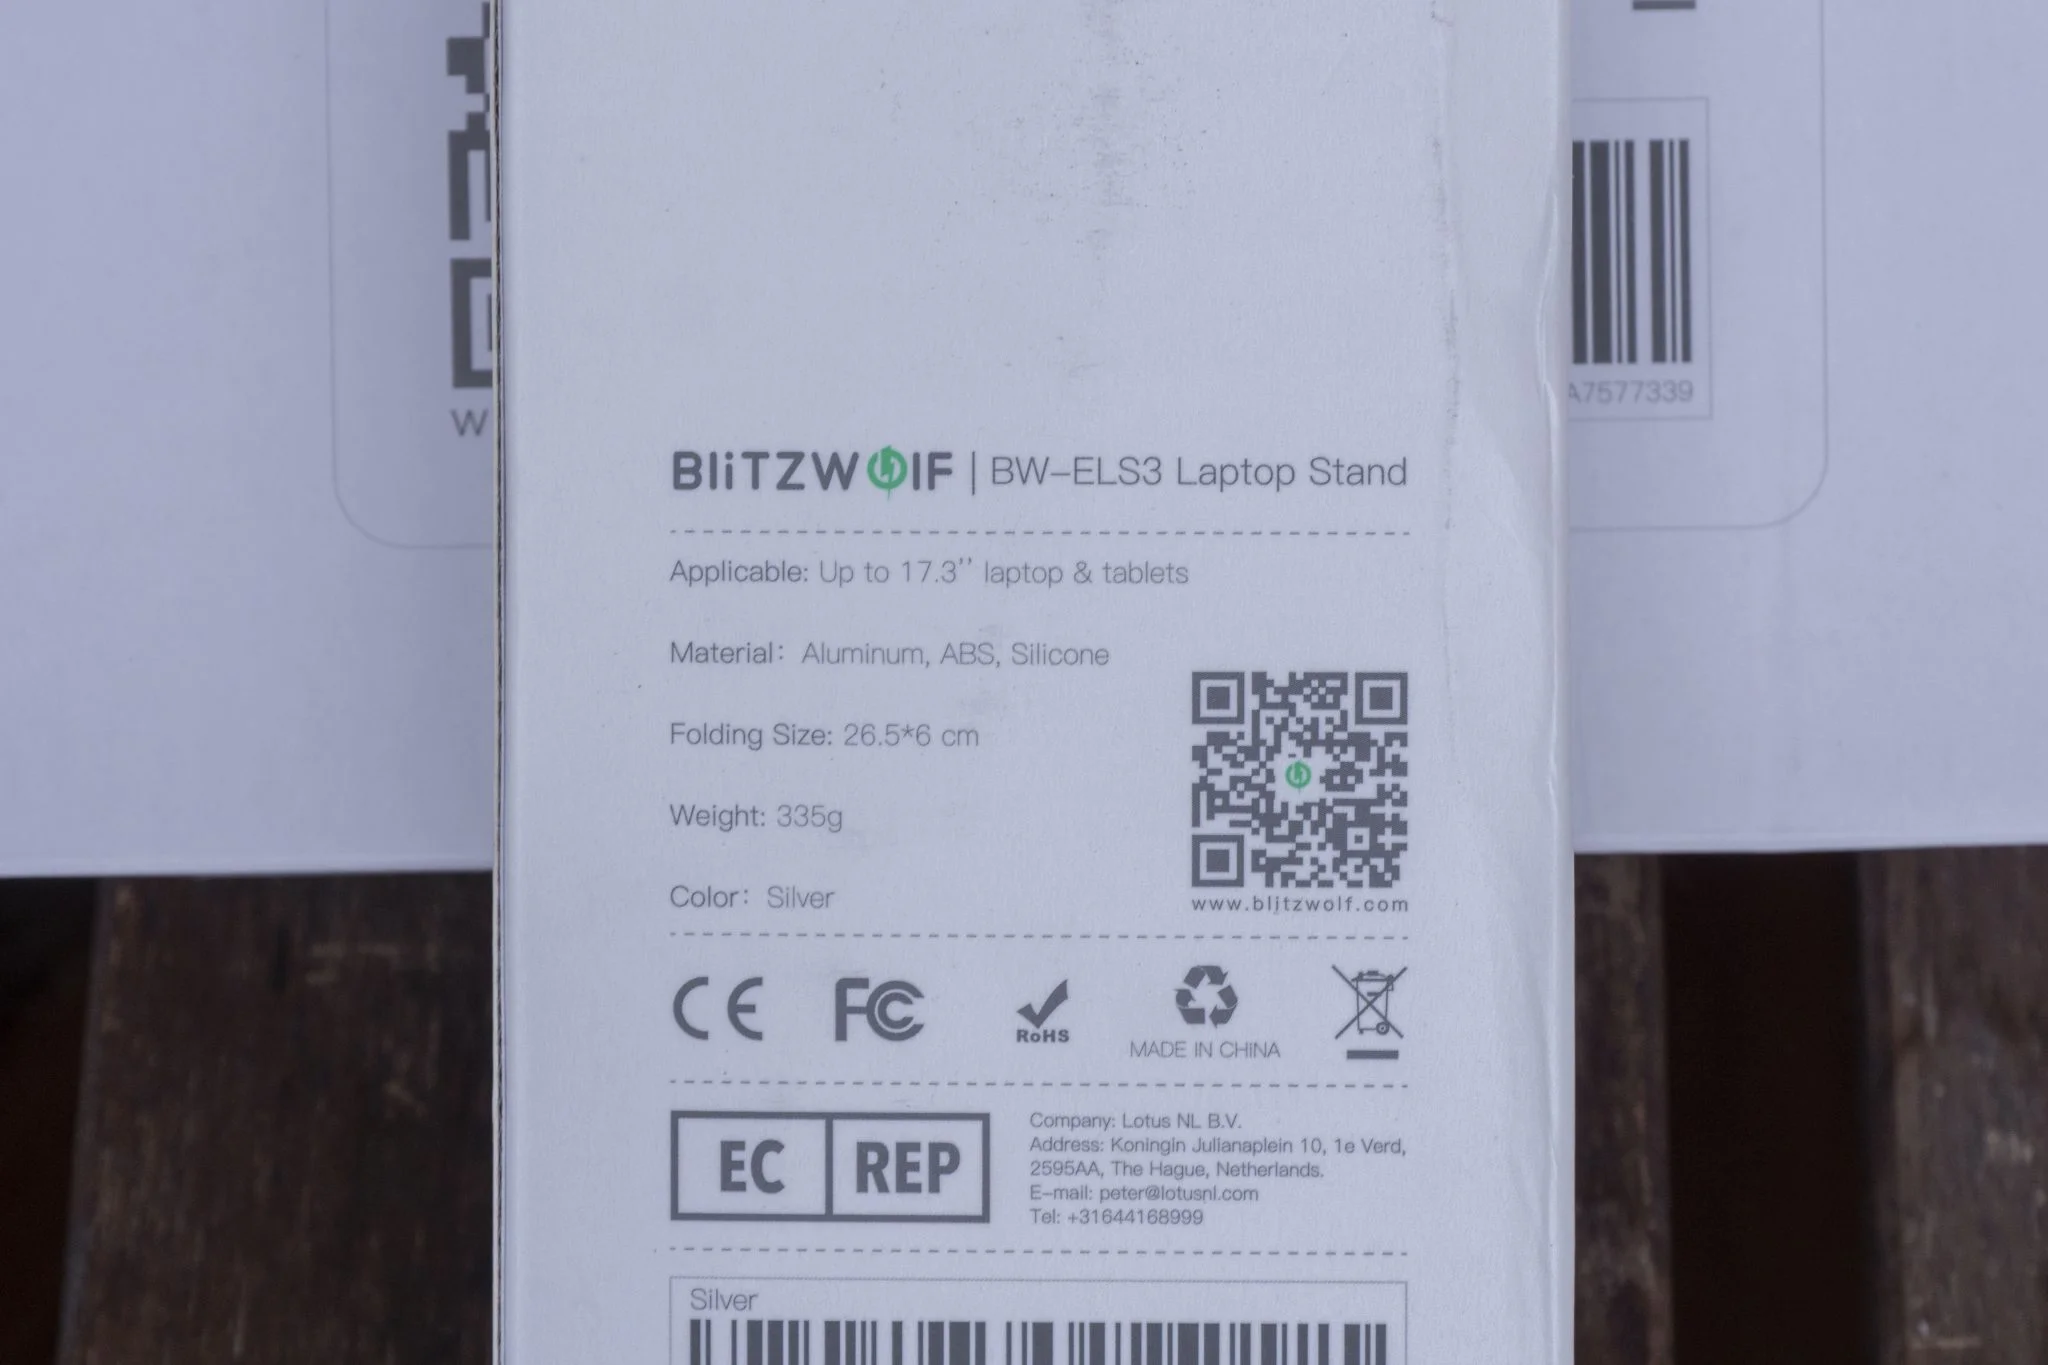 W
A7577339
BliTZWOlF | BW-ELS3 Laptop Stand
Applicable: Up to 17.3'' laptop & tablets
Material: Aluminum, ABS, Silicone
Folding Size: 26.5*6 cm
Weight: 335g
Color: Silver
www.blitzwolf.com
CE FC RoHS
MADE IN CHiNA
EC REP
Company: Lotus NL B.V.
Address: Koningin Julianaplein 10, 1e Verd,
2595AA, The Hague, Netherlands.
E-mail: peter@lotusnl.com
Tel: +31644168999
Silver